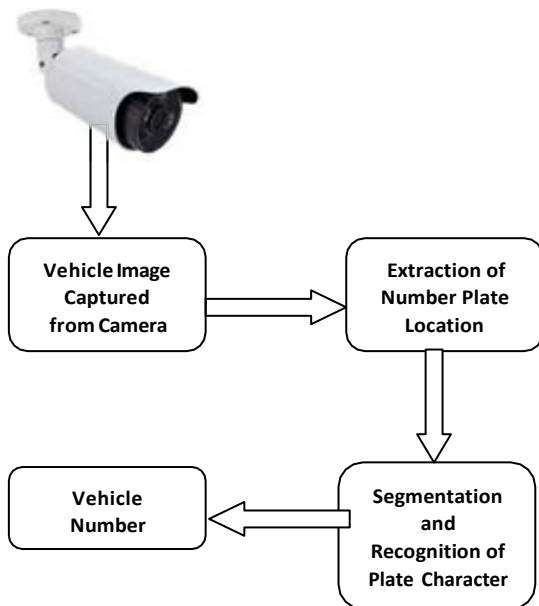 Vehicle Image
Captured
from Camera
Extraction of
Number Plate
Location
Segmentation
and
Recognition of
Plate Character
Vehicle
Number